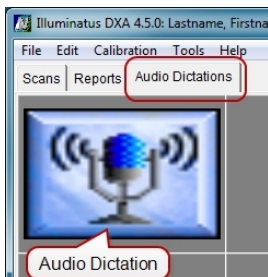 Illuminatus DXA 4.5.0: Lastname, Firstna
File Edit Calibration Tools Help
Scans Reports Audio Dictations
Audio Dictation